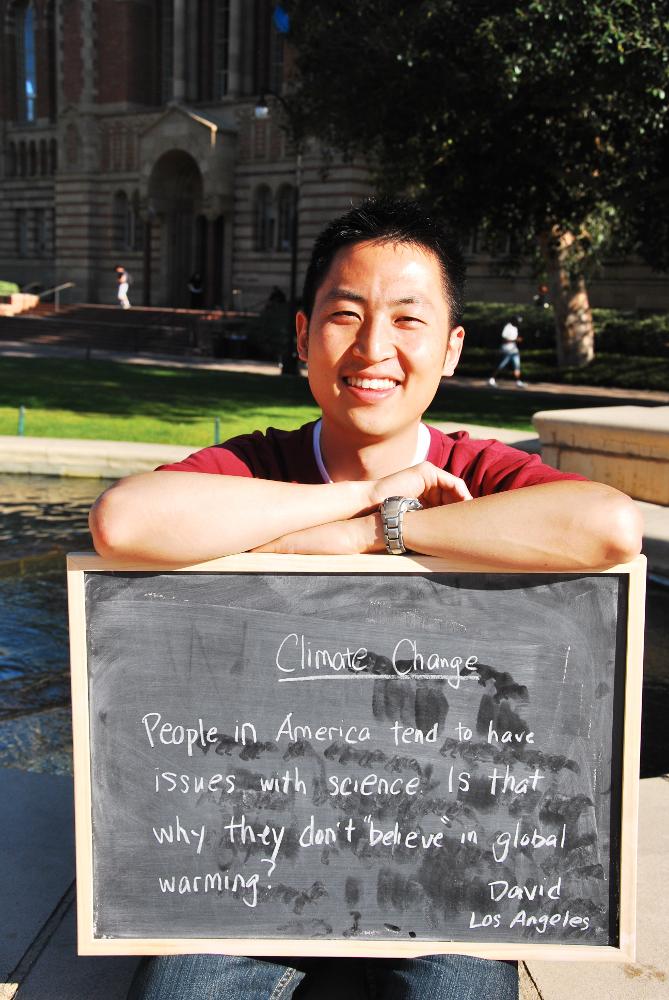 Climate Change
People in America tend to have
issues with science. Is that
why they don't "believe" in global
warming?
David
Los Angeles